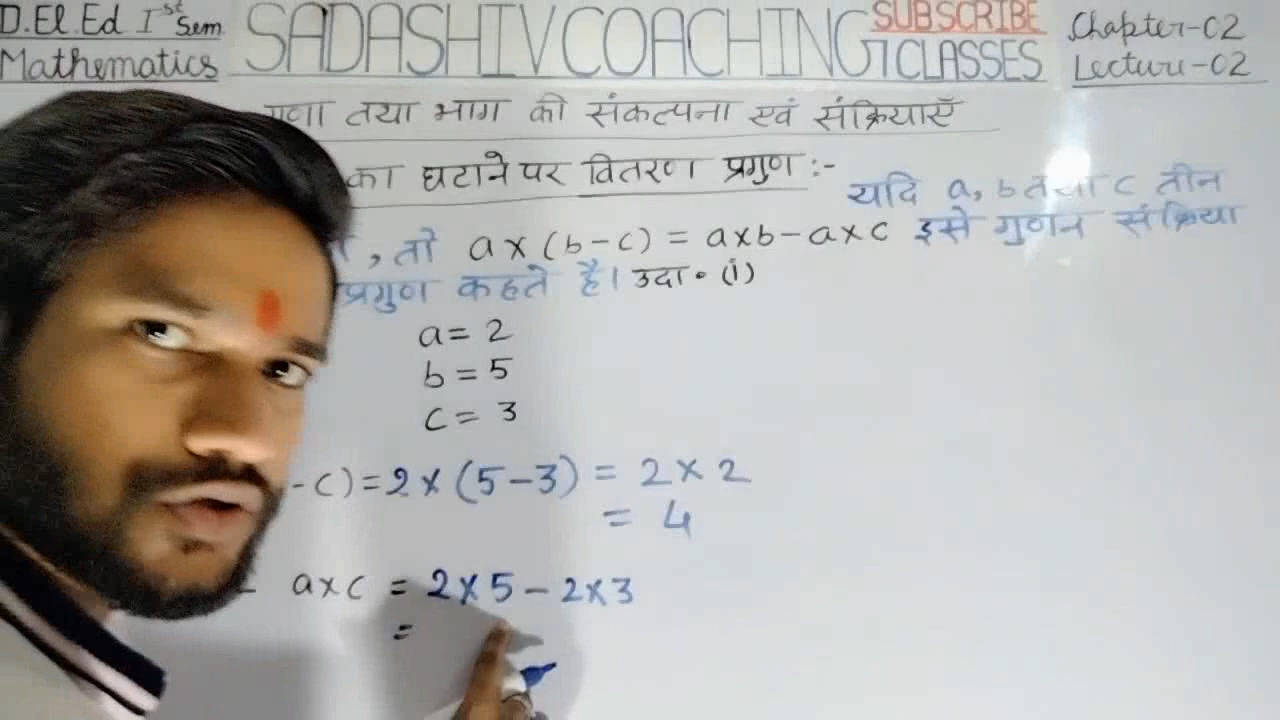 D.El.Ed Ist Sem
Mathematics
SADASHIV COACHING CLASSES
SUBSCRIBE
Chapter-02
Lecture-02
तथा भाग की संकल्पना एवं संक्रियाएँ
का घटाने पर वितरण प्रगुण :-
यदि a, b तथा c तीन
, तो a×(b-c) = a×b-a×c इसे गुणन संक्रिया
प्रगुण कहते है। उदा॰ (i)
a= 2
b = 5
c = 3
-c)=2×(5-3) = 2×2
= 4
- a×c = 2×5-2×3
=